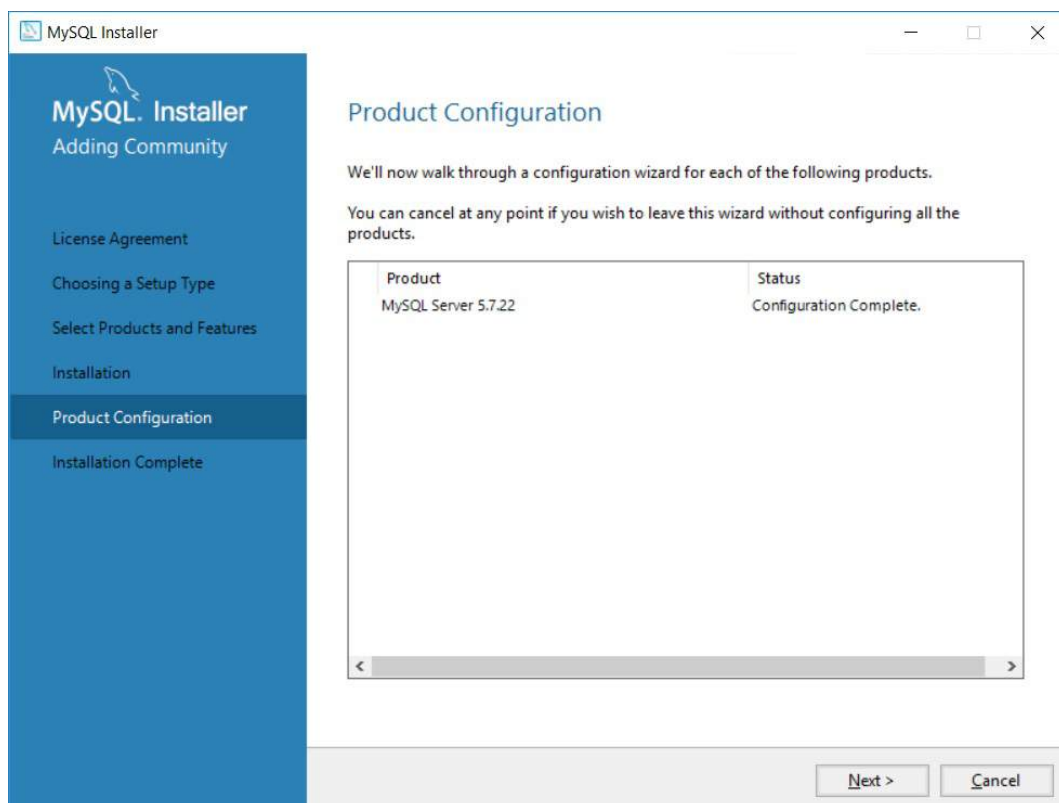 MySQL Installer
MySQL. Installer
Adding Community
License Agreement
Choosing a Setup Type
Select Products and Features
Installation
Product Configuration
Installation Complete
Product Configuration
We'll now walk through a configuration wizard for each of the following products.
You can cancel at any point if you wish to leave this wizard without configuring all the
products.
Product Status
MySQL Server 5.7.22 Configuration Complete.
Next > Cancel